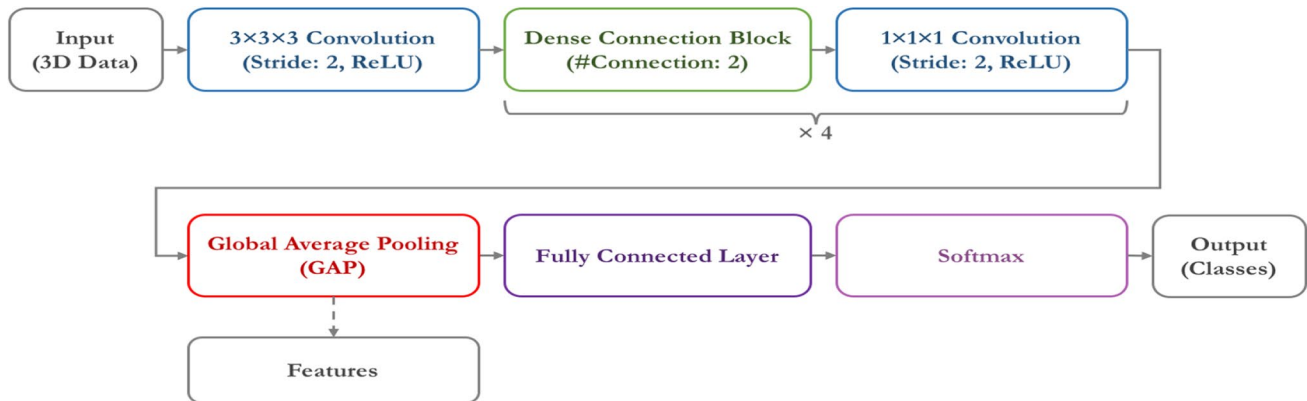 Input
(3D Data)
3×3×3 Convolution
(Stride: 2, ReLU)
Dense Connection Block
(#Connection: 2)
1×1×1 Convolution
(Stride: 2, ReLU)
× 4
Global Average Pooling
(GAP)
Fully Connected Layer
Softmax
Output
(Classes)
Features